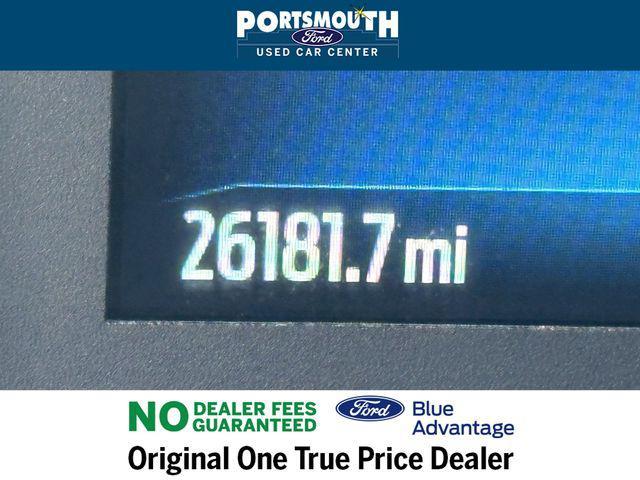 PORTSMOUTH
Ford
USED CAR CENTER
26181.7 mi
NO DEALER FEES
GUARANTEED
Ford
Blue
Advantage
Original One True Price Dealer